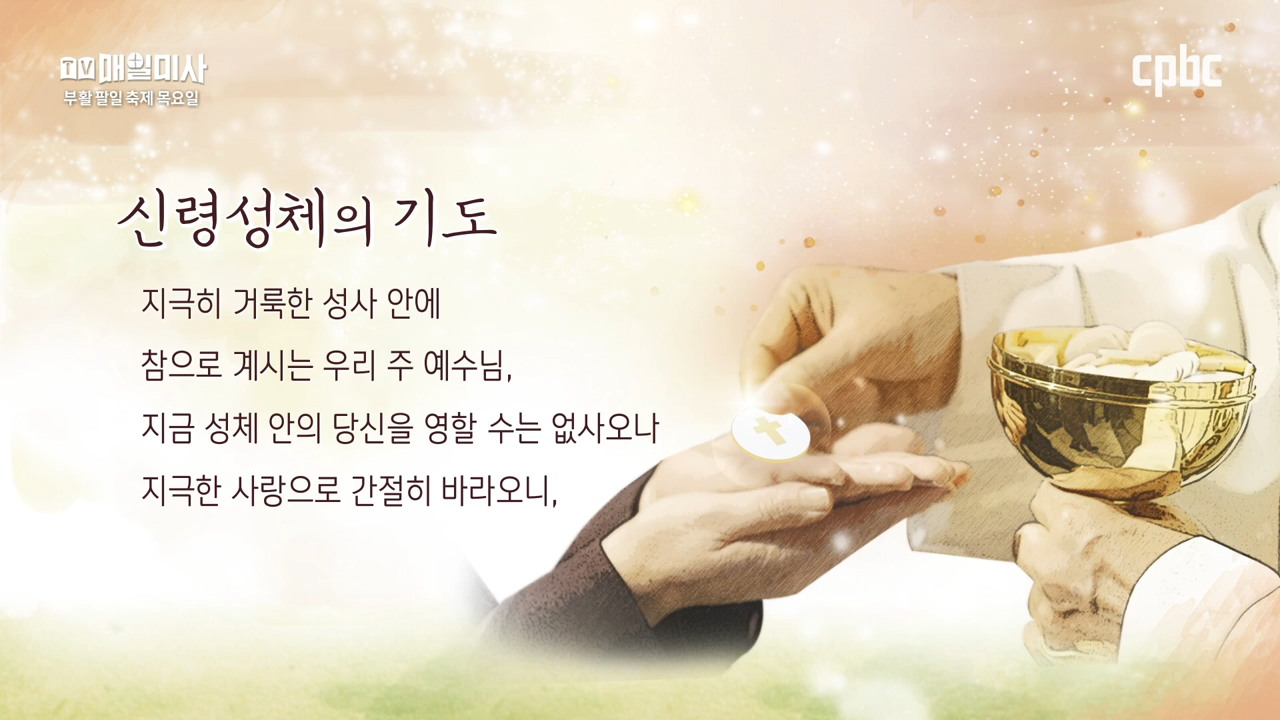 TV매일미사
부활 팔일 축제 목요일
cpbc
신령성체의 기도
지극히 거룩한 성사 안에
참으로 계시는 우리 주 예수님,
지금 성체 안의 당신을 영할 수는 없사오나
지극한 사랑으로 간절히 바라오니,